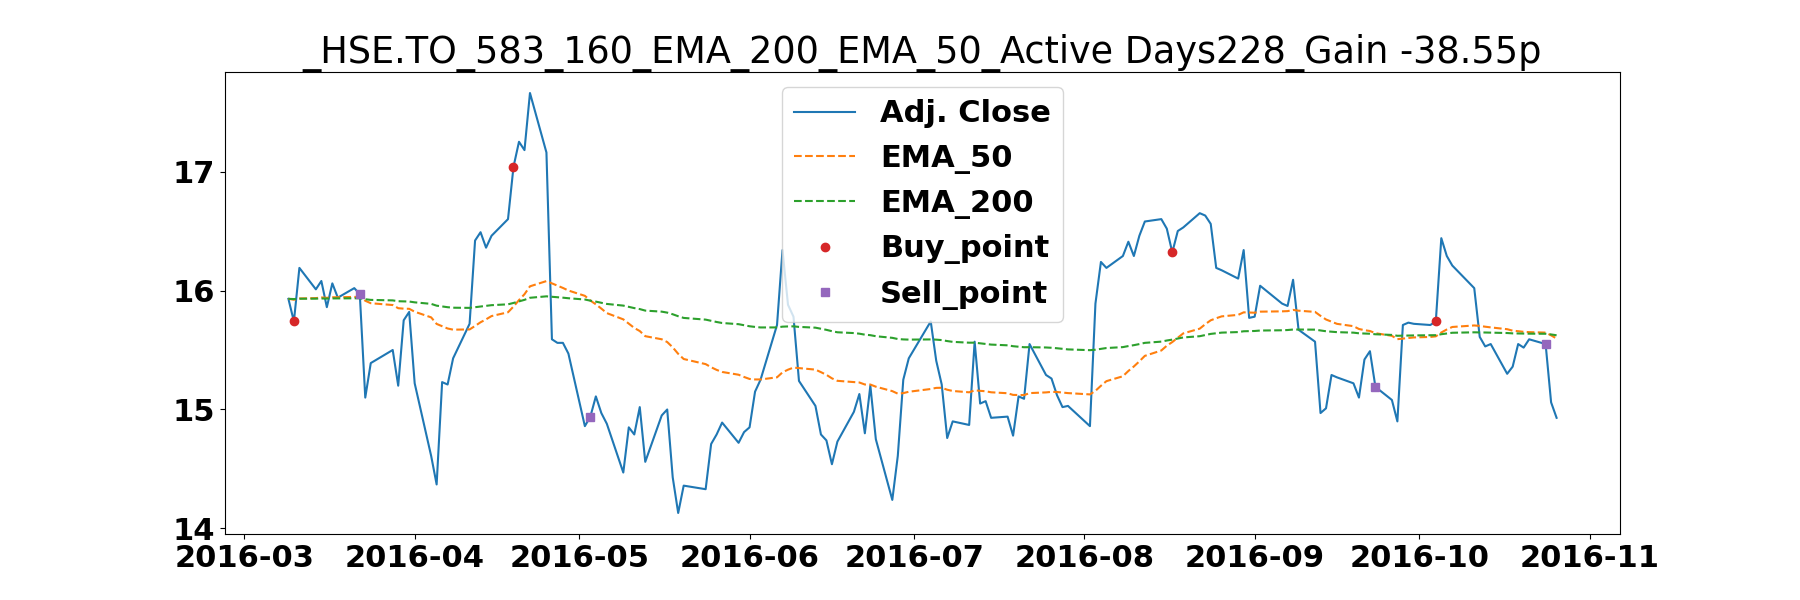 _HSE.TO_583_160_EMA_200_EMA_50_Active Days228_Gain -38.55p
Adj. Close
EMA_50
EMA_200
Buy_point
Sell_point
17
16
15
14
2016-03 2016-04 2016-05 2016-06 2016-07 2016-08 2016-09 2016-10 2016-11